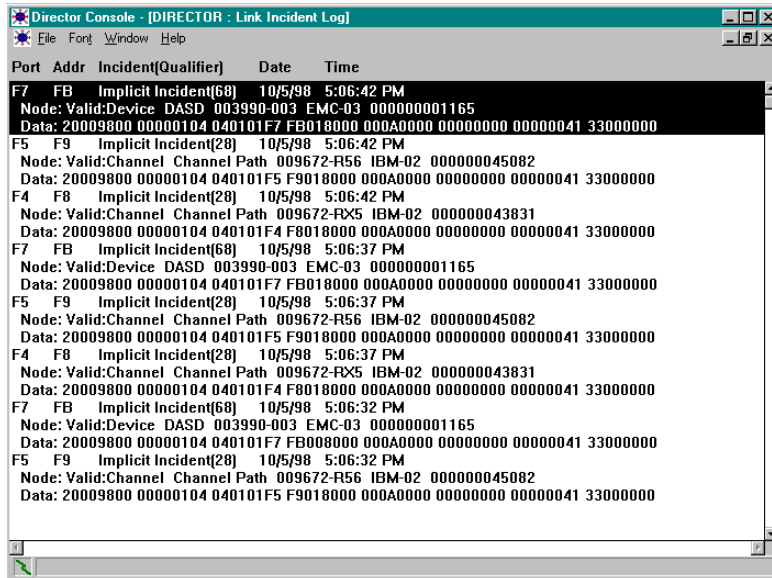 Director Console - [DIRECTOR : Link Incident Log]
File Font Window Help
Port Addr Incident(Qualifier) Date Time
F7 FB Implicit Incident(68) 10/5/98 5:06:42 PM
Node: Valid:Device DASD 003990-003 EMC-03 000000001165
Data: 20009800 00000104 040101F7 FB018000 000A0000 00000000 00000041 33000000
F5 F9 Implicit Incident(28) 10/5/98 5:06:42 PM
Node: Valid:Channel Channel Path 009672-R56 IBM-02 000000045082
Data: 20009800 00000104 040101F5 F9018000 000A0000 00000000 00000041 33000000
F4 F8 Implicit Incident(28) 10/5/98 5:06:42 PM
Node: Valid:Channel Channel Path 009672-RX5 IBM-02 000000043831
Data: 20009800 00000104 040101F4 F8018000 000A0000 00000000 00000041 33000000
F7 FB Implicit Incident(68) 10/5/98 5:06:37 PM
Node: Valid:Device DASD 003990-003 EMC-03 000000001165
Data: 20009800 00000104 040101F7 FB018000 000A0000 00000000 00000041 33000000
F5 F9 Implicit Incident(28) 10/5/98 5:06:37 PM
Node: Valid:Channel Channel Path 009672-R56 IBM-02 000000045082
Data: 20009800 00000104 040101F5 F9018000 000A0000 00000000 00000041 33000000
F4 F8 Implicit Incident(28) 10/5/98 5:06:37 PM
Node: Valid:Channel Channel Path 009672-RX5 IBM-02 000000043831
Data: 20009800 00000104 040101F4 F8018000 000A0000 00000000 00000041 33000000
F7 FB Implicit Incident(68) 10/5/98 5:06:32 PM
Node: Valid:Device DASD 003990-003 EMC-03 000000001165
Data: 20009800 00000104 040101F7 FB008000 000A0000 00000000 00000041 33000000
F5 F9 Implicit Incident(28) 10/5/98 5:06:32 PM
Node: Valid:Channel Channel Path 009672-R56 IBM-02 000000045082
Data: 20009800 00000104 040101F5 F9018000 000A0000 00000000 00000041 33000000